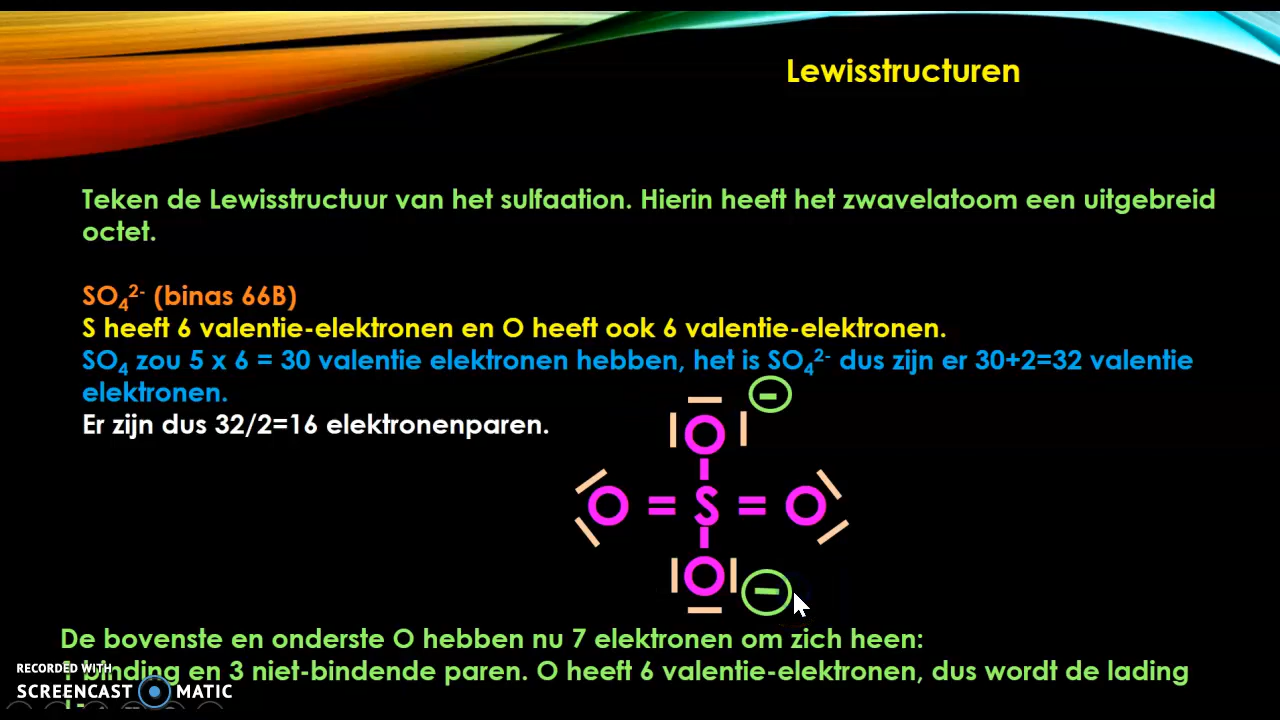 Lewisstructuren
Teken de Lewisstructuur van het sulfaation. Hierin heeft het zwavelatoom een uitgebreid
octet.
SO₄²⁻ (binas 66B)
S heeft 6 valentie-elektronen en O heeft ook 6 valentie-elektronen.
SO₄ zou 5 x 6 = 30 valentie elektronen hebben, het is SO₄²⁻ dus zijn er 30+2=32 valentie
elektronen.
Er zijn dus 32/2=16 elektronenparen.
-
O
O = S = O
O
-
De bovenste en onderste O hebben nu 7 elektronen om zich heen:
binding en 3 niet-bindende paren. O heeft 6 valentie-elektronen, dus wordt de lading
RECORDED WITH
SCREENCAST MATIC